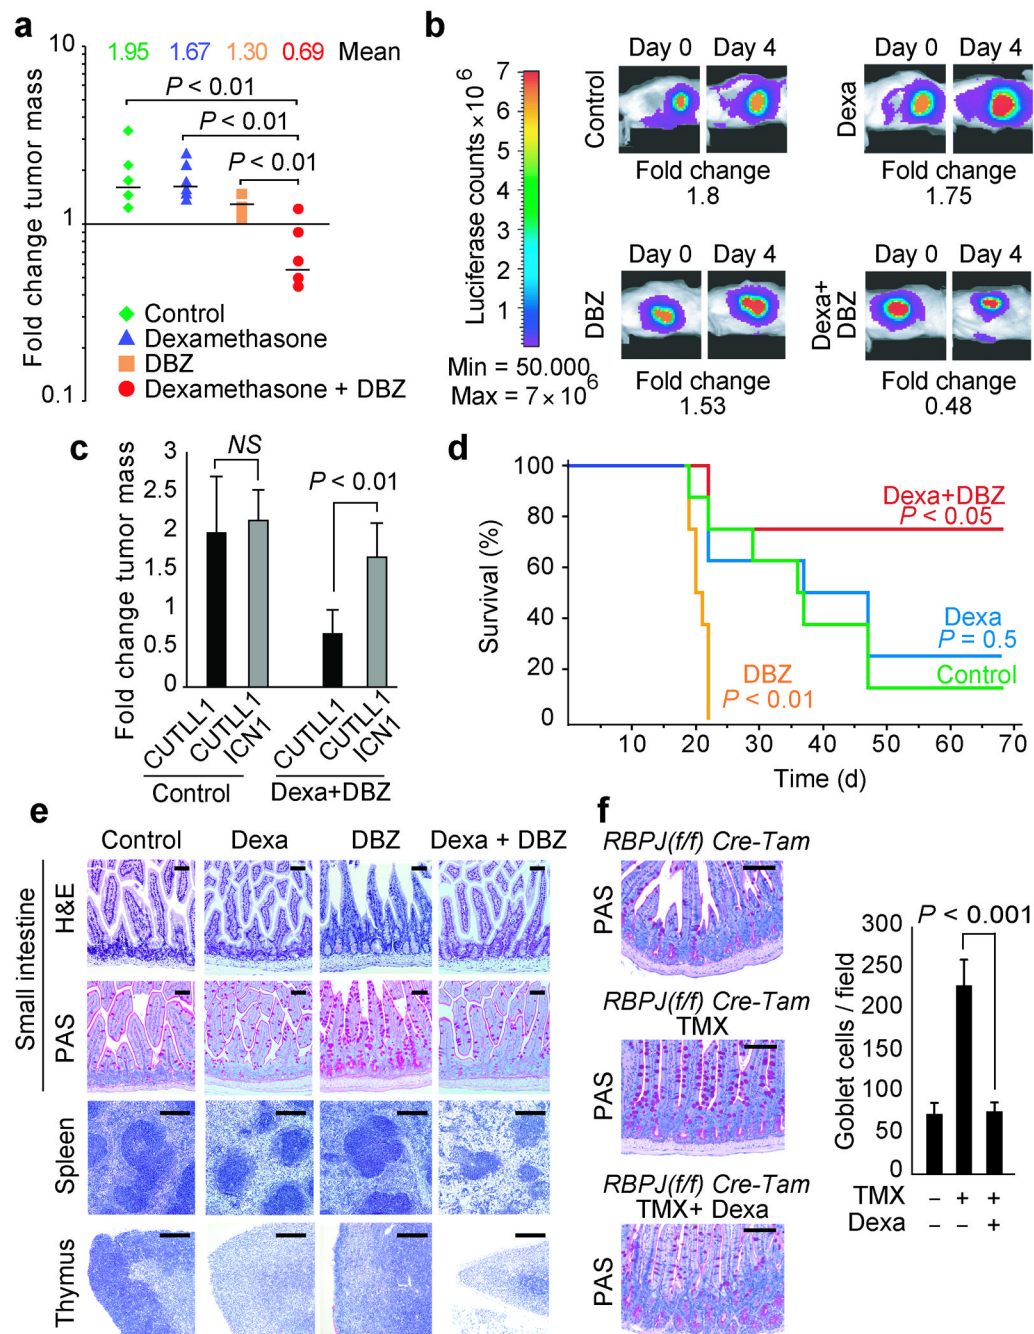 a
1.95 1.67 1.30 0.69 Mean
10
P < 0.01
P < 0.01
P < 0.01
1
0.1
Fold change tumor mass
Control
Dexamethasone
DBZ
Dexamethasone + DBZ
b
7
6
5
4
3
2
1
Luciferase counts × 10^6
Min = 50.000
Max = 7 × 10^6
Control
Day 0 Day 4
Fold change
1.8
Dexa
Day 0 Day 4
Fold change
1.75
DBZ
Day 0 Day 4
Fold change
1.53
Dexa+
DBZ
Day 0 Day 4
Fold change
0.48
c
Fold change tumor mass
3
2.5
2
1.5
1
0.5
0
NS
P < 0.01
CUTLL1
CUTLL1
ICN1
CUTLL1
CUTLL1
ICN1
Control
Dexa+DBZ
d
Survival (%)
100
80
60
40
20
0
Dexa+DBZ
P < 0.05
Dexa
P = 0.5
Control
DBZ
P < 0.01
10 20 30 40 50 60 70
Time (d)
e
Control Dexa DBZ Dexa + DBZ
Small intestine
H&E
PAS
Spleen
Thymus
f
RBPJ(f/f) Cre-Tam
PAS
RBPJ(f/f) Cre-Tam
TMX
PAS
RBPJ(f/f) Cre-Tam
TMX+ Dexa
PAS
Goblet cells / field
300
250
200
150
100
50
0
P < 0.001
TMX – + +
Dexa – – +